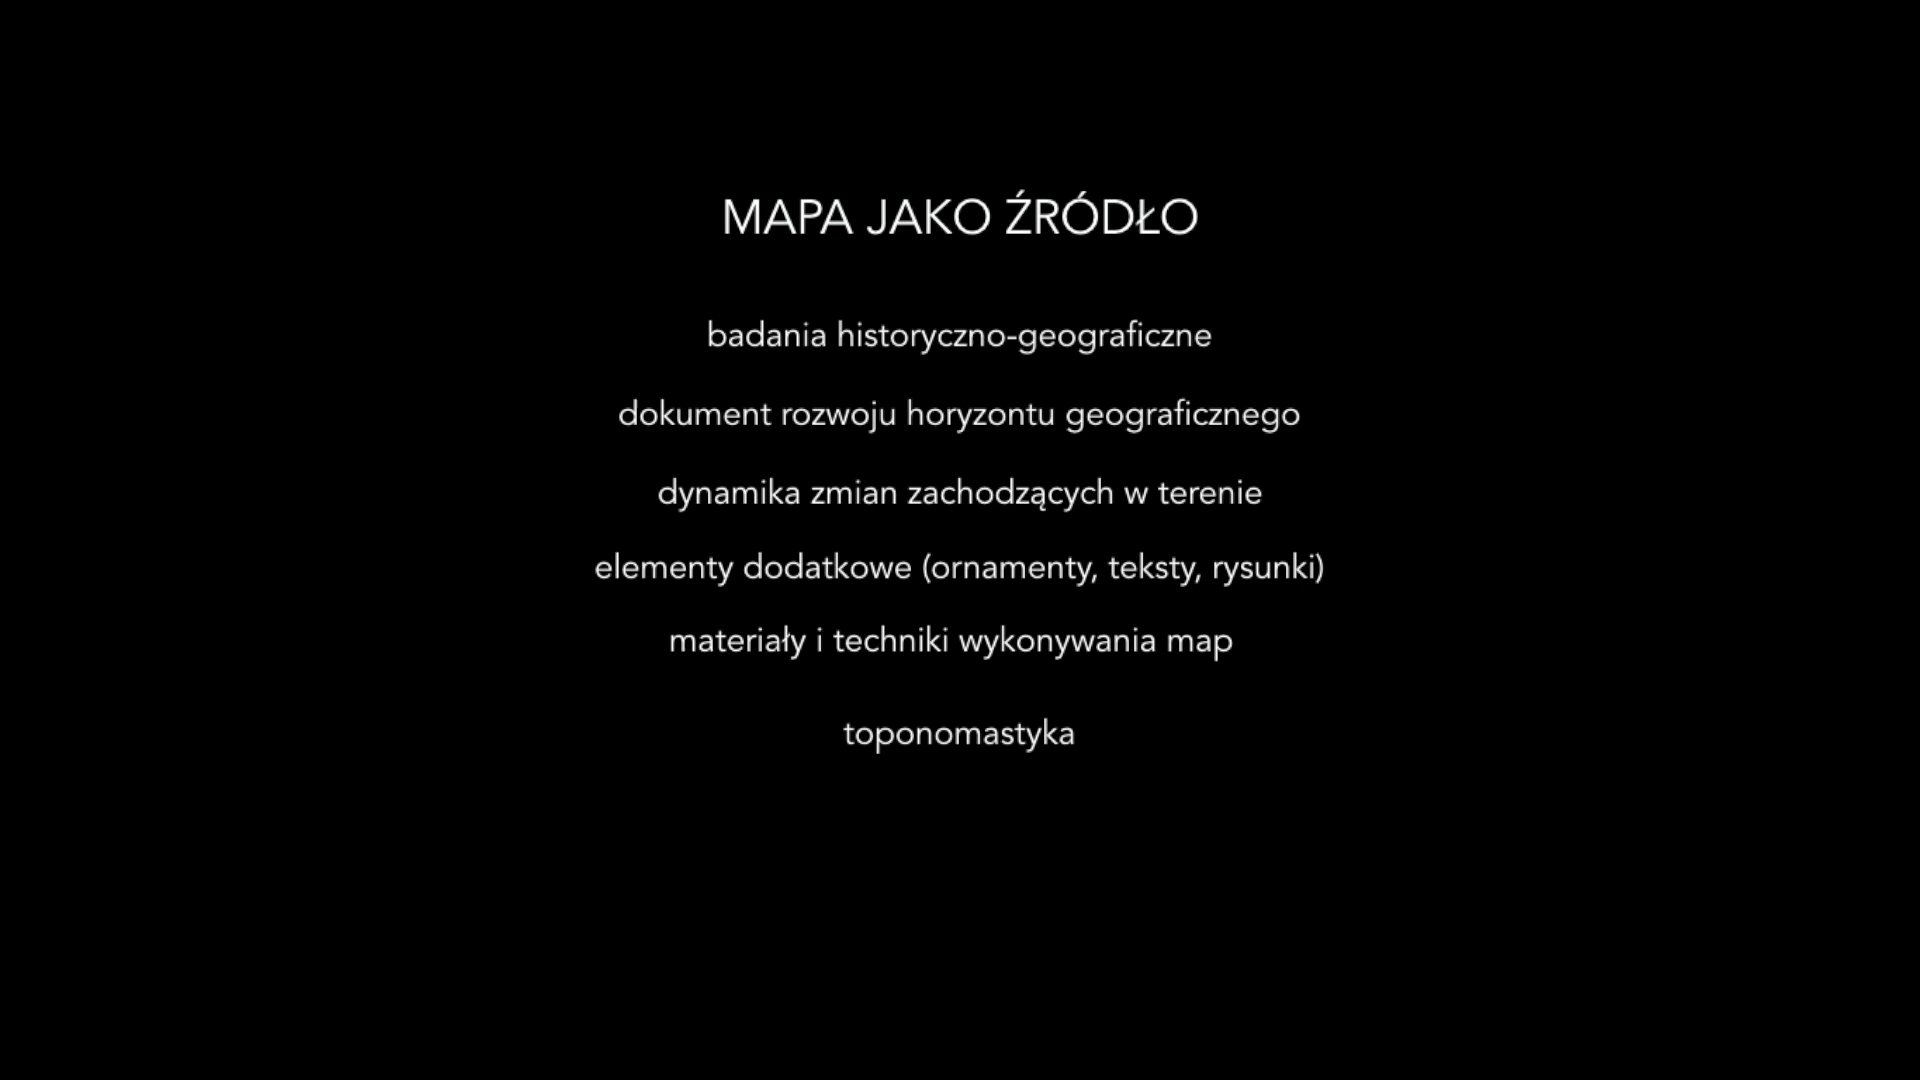 MAPA JAKO ŹRÓDŁO
badania historyczno-geograficzne
dokument rozwoju horyzontu geograficznego
dynamika zmian zachodzących w terenie
elementy dodatkowe (ornamenty, teksty, rysunki)
materiały i techniki wykonywania map
toponomastyka